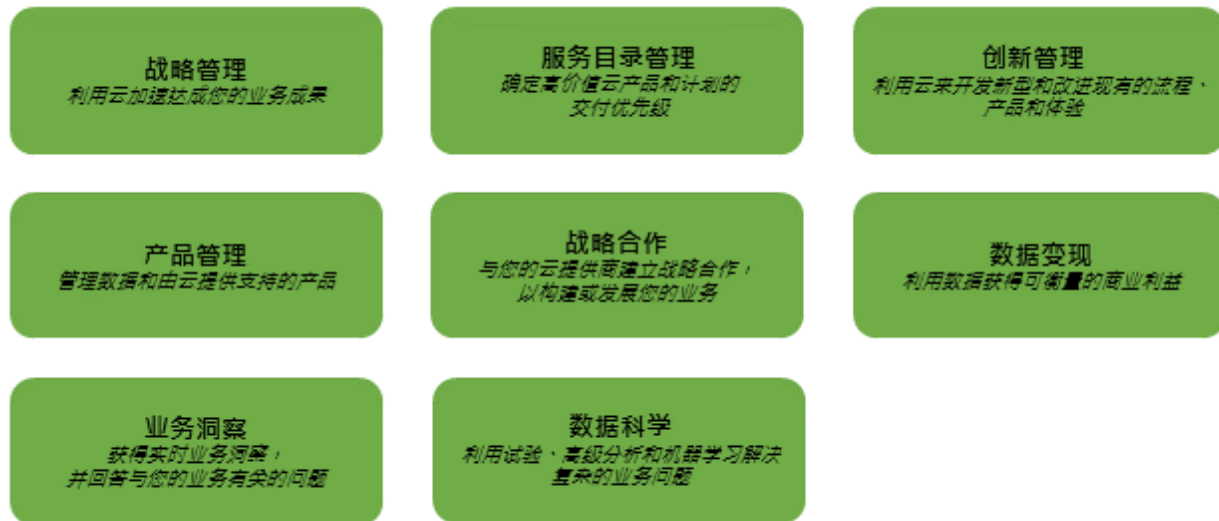 战略管理
利用云加速达成您的业务成果
服务目录管理
确定高价值云产品和计划的
交付优先级
创新管理
利用云来开发新型和改进现有的流程、
产品和体验
产品管理
管理数据和由云提供支持的产品
战略合作
与您的云提供商建立战略合作，
以构建或发展您的业务
数据变现
利用数据获得可衡量的商业利益
业务洞察
获得实时业务洞察，
并回答与您的业务有关的问题
数据科学
利用试验、高级分析和机器学习解决
复杂的业务问题